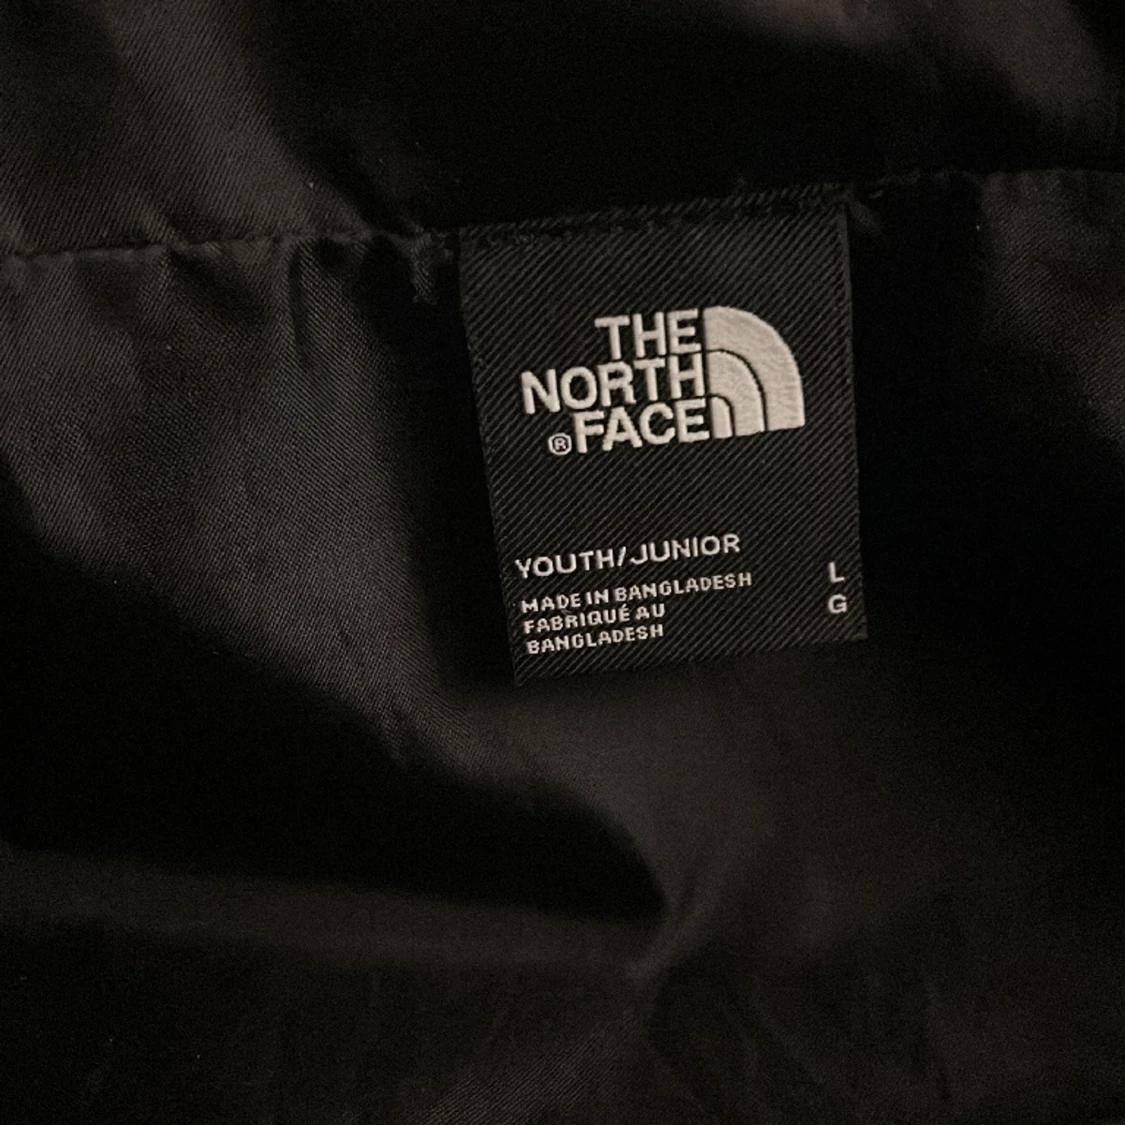 THE
NORTH
®FACE
YOUTH/JUNIOR
MADE IN BANGLADESH
FABRIQUÉ AU
BANGLADESH
L
G